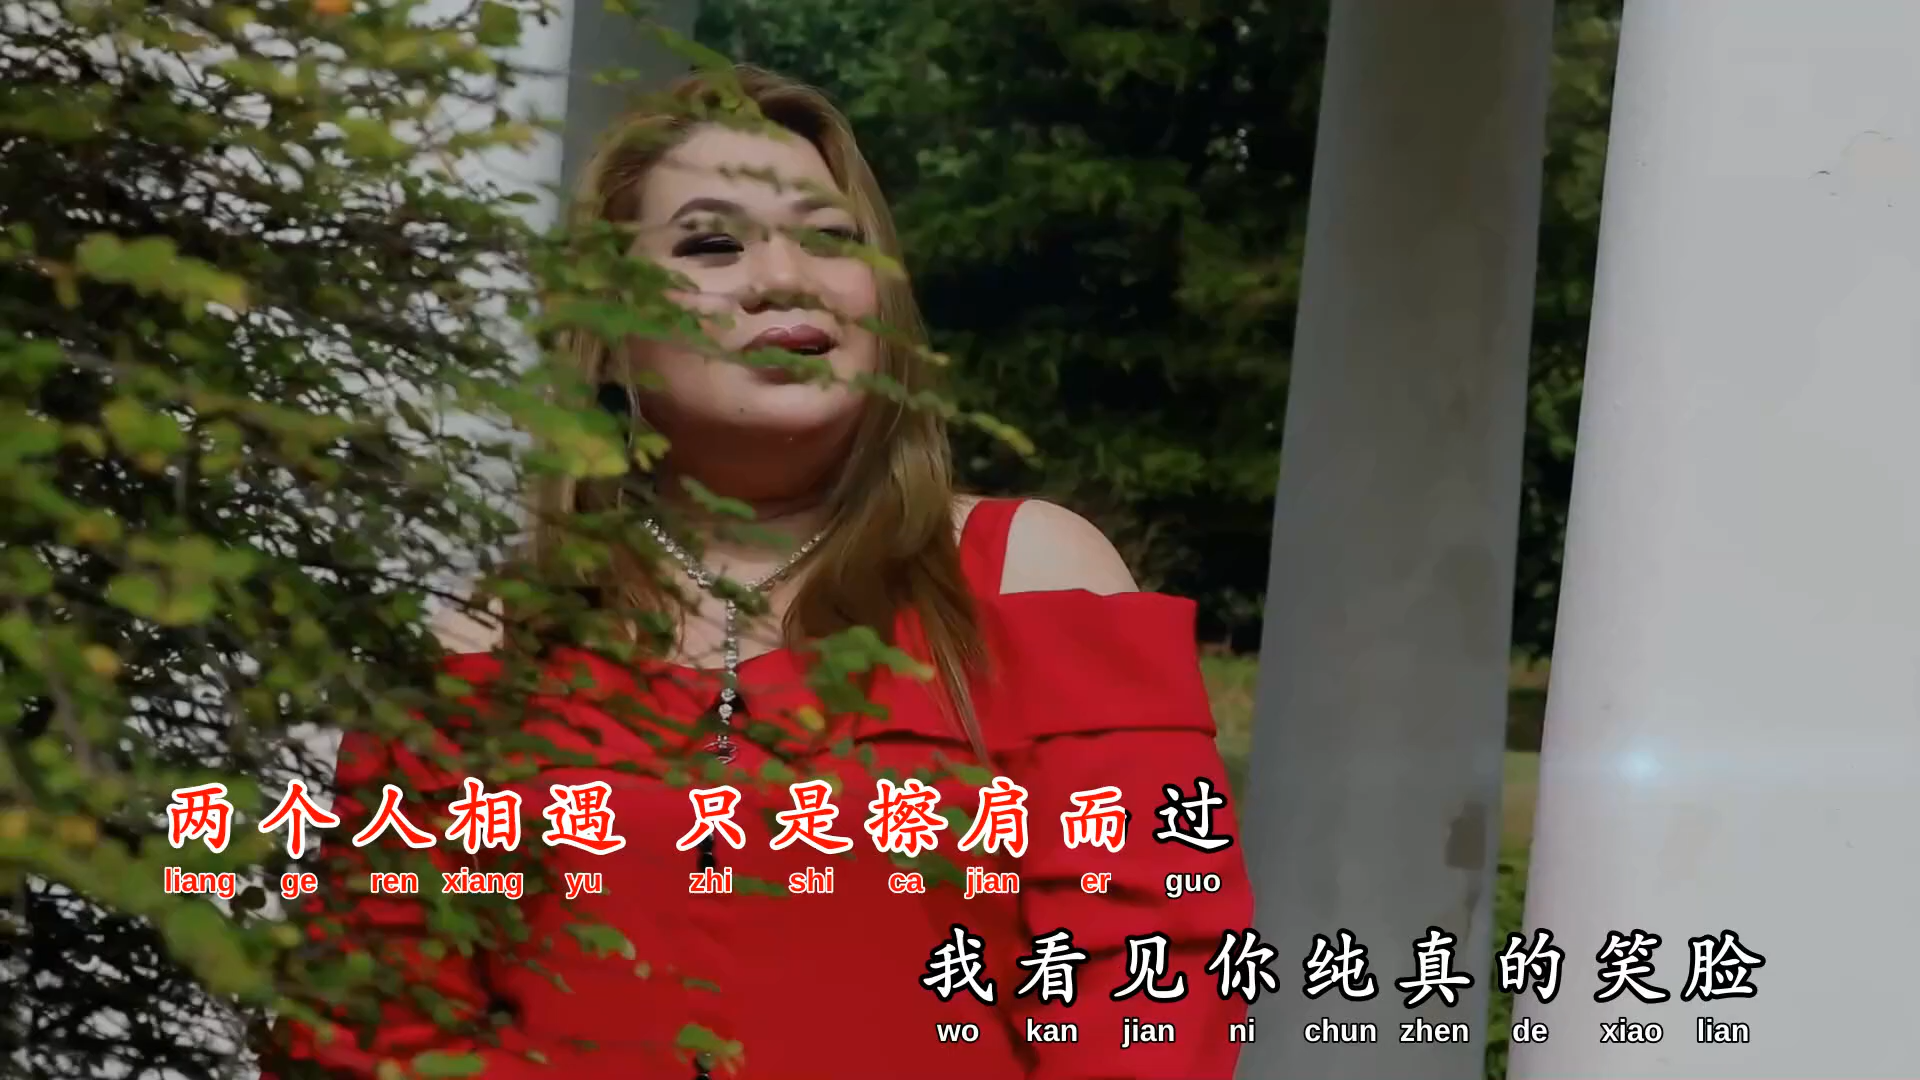 两个人相遇 只是擦肩而过
liang ge ren xiang yu zhi shi ca jian er guo
我看见你纯真的笑脸
wo kan jian ni chun zhen de xiao lian